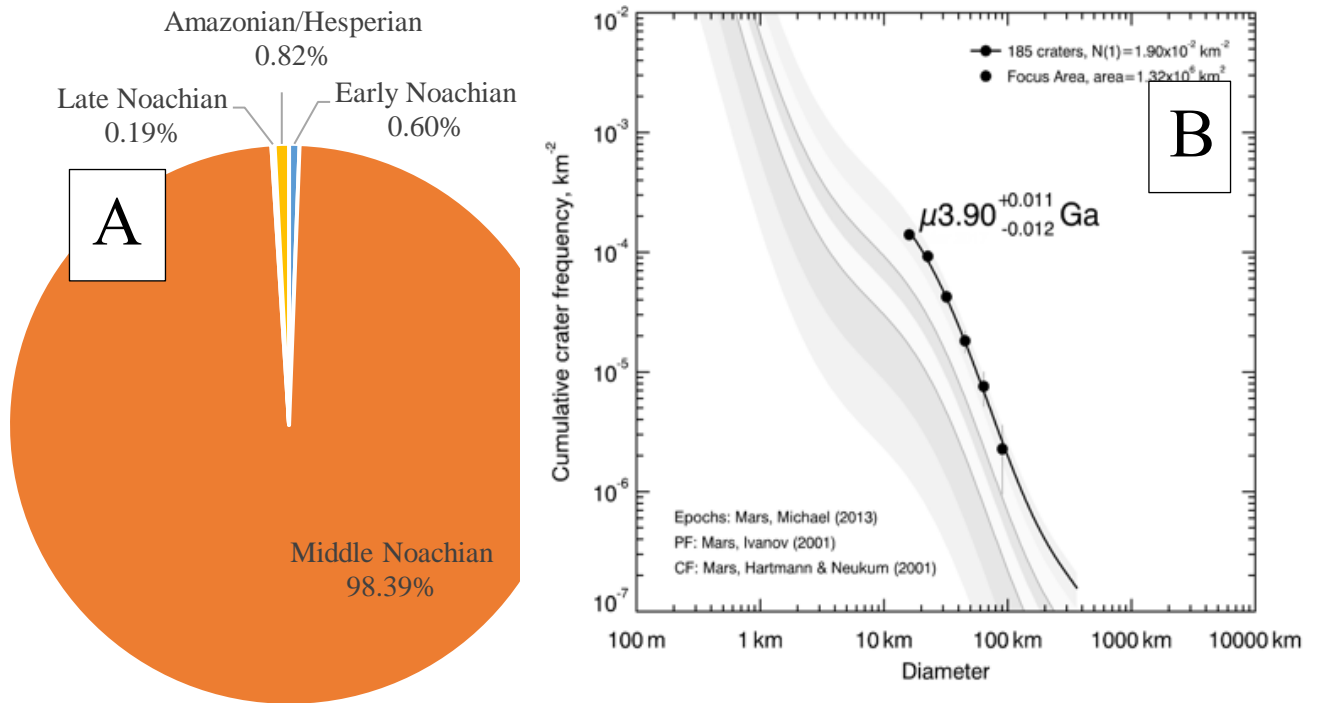 Amazonian/Hesperian
0.82%
Late Noachian
0.19%
Early Noachian
0.60%
A
Middle Noachian
98.39%
10⁻²
10⁻³
10⁻⁴
10⁻⁵
10⁻⁶
10⁻⁷
Cumulative crater frequency, km⁻²
185 craters, N(1)=1.90x10⁻² km⁻²
Focus Area, area=1.32x10⁶ km²
B
μ3.90 +0.011 -0.012 Ga
Epochs: Mars, Michael (2013)
PF: Mars, Ivanov (2001)
CF: Mars, Hartmann & Neukum (2001)
100 m 1 km 10 km 100 km 1000 km 10000 km
Diameter